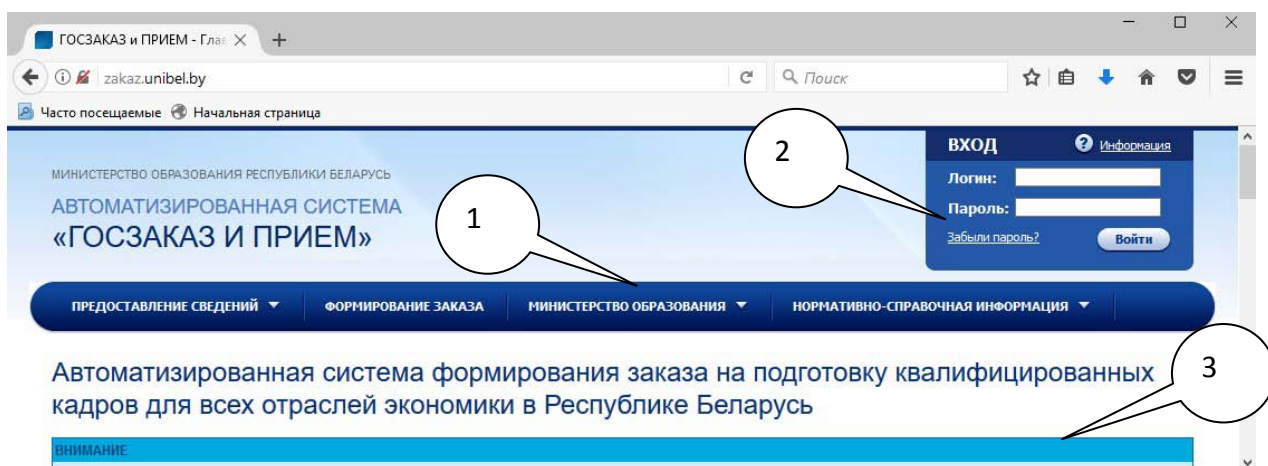 ГОСЗАКАЗ и ПРИЕМ - Глав
zakaz.unibel.by
Поиск
Часто посещаемые Начальная страница
МИНИСТЕРСТВО ОБРАЗОВАНИЯ РЕСПУБЛИКИ БЕЛАРУСЬ
АВТОМАТИЗИРОВАННАЯ СИСТЕМА
«ГОСЗАКАЗ И ПРИЕМ»
1
2
ВХОД ? Информация
Логин:
Пароль:
Забыли пароль? Войти
ПРЕДОСТАВЛЕНИЕ СВЕДЕНИЙ ФОРМИРОВАНИЕ ЗАКАЗА МИНИСТЕРСТВО ОБРАЗОВАНИЯ НОРМАТИВНО-СПРАВОЧНАЯ ИНФОРМАЦИЯ
3
Автоматизированная система формирования заказа на подготовку квалифицированных
кадров для всех отраслей экономики в Республике Беларусь
ВНИМАНИЕ